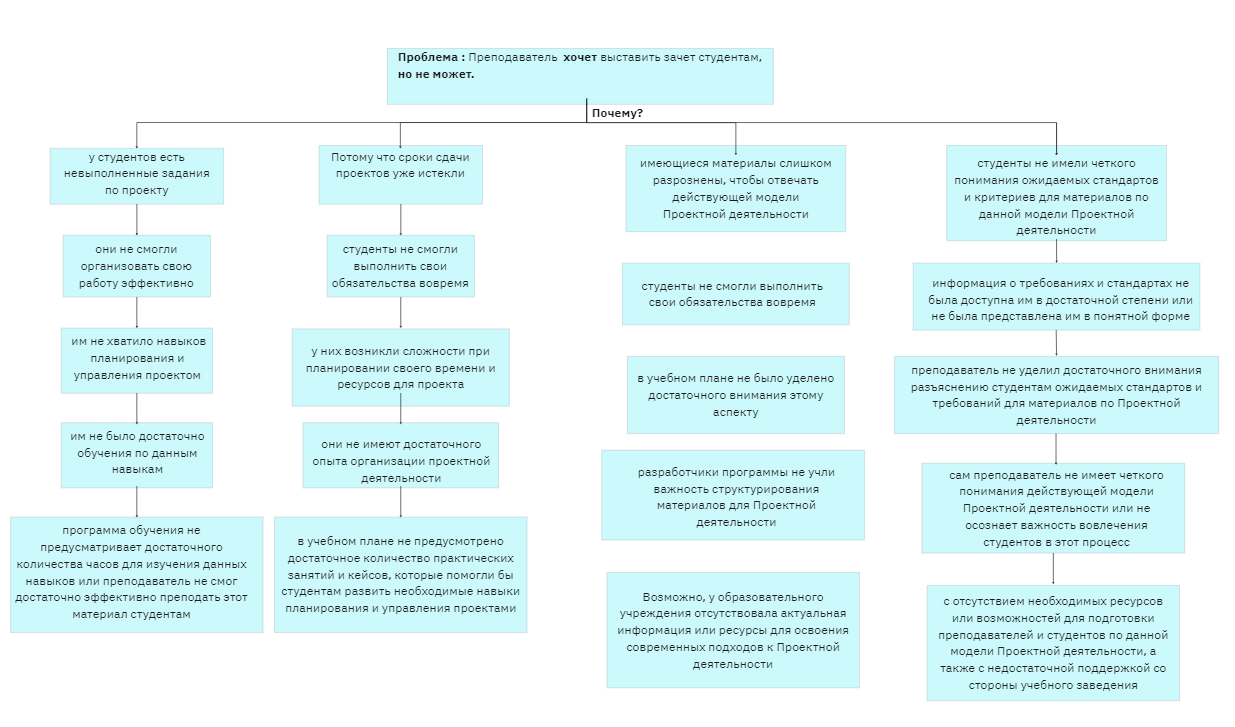 Проблема : Преподаватель хочет выставить зачет студентам,
но не может.
Почему?
у студентов есть
невыполненные задания
по проекту
они не смогли
организовать свою
работу эффективно
им не хватило навыков
планирования и
управления проектом
им не было достаточно
обучения по данным
навыкам
программа обучения не
предусматривает достаточного
количества часов для изучения данных
навыков или преподаватель не смог
достаточно эффективно преподать этот
материал студентам
Потому что сроки сдачи
проектов уже истекли
студенты не смогли
выполнить свои
обязательства вовремя
у них возникли сложности при
планировании своего времени и
ресурсов для проекта
они не имеют достаточного
опыта организации проектной
деятельности
в учебном плане не предусмотрено
достаточное количество практических
занятий и кейсов, которые помогли бы
студентам развить необходимые навыки
планирования и управления проектами
имеющиеся материалы слишком
разрознены, чтобы отвечать
действующей модели
Проектной деятельности
студенты не смогли выполнить
свои обязательства вовремя
в учебном плане не было уделено
достаточного внимания этому
аспекту
разработчики программы не учли
важность структурирования
материалов для Проектной
деятельности
Возможно, у образовательного
учреждения отсутствовала актуальная
информация или ресурсы для освоения
современных подходов к Проектной
деятельности
студенты не имели четкого
понимания ожидаемых стандартов
и критериев для материалов по
данной модели Проектной
деятельности
информация о требованиях и стандартах не
была доступна им в достаточной степени или
не была представлена им в понятной форме
преподаватель не уделил достаточного внимания
разъяснению студентам ожидаемых стандартов и
требований для материалов по Проектной
деятельности
сам преподаватель не имеет четкого
понимания действующей модели
Проектной деятельности или не
осознает важность вовлечения
студентов в этот процесс
с отсутствием необходимых ресурсов
или возможностей для подготовки
преподавателей и студентов по данной
модели Проектной деятельности, а
также с недостаточной поддержкой со
стороны учебного заведения